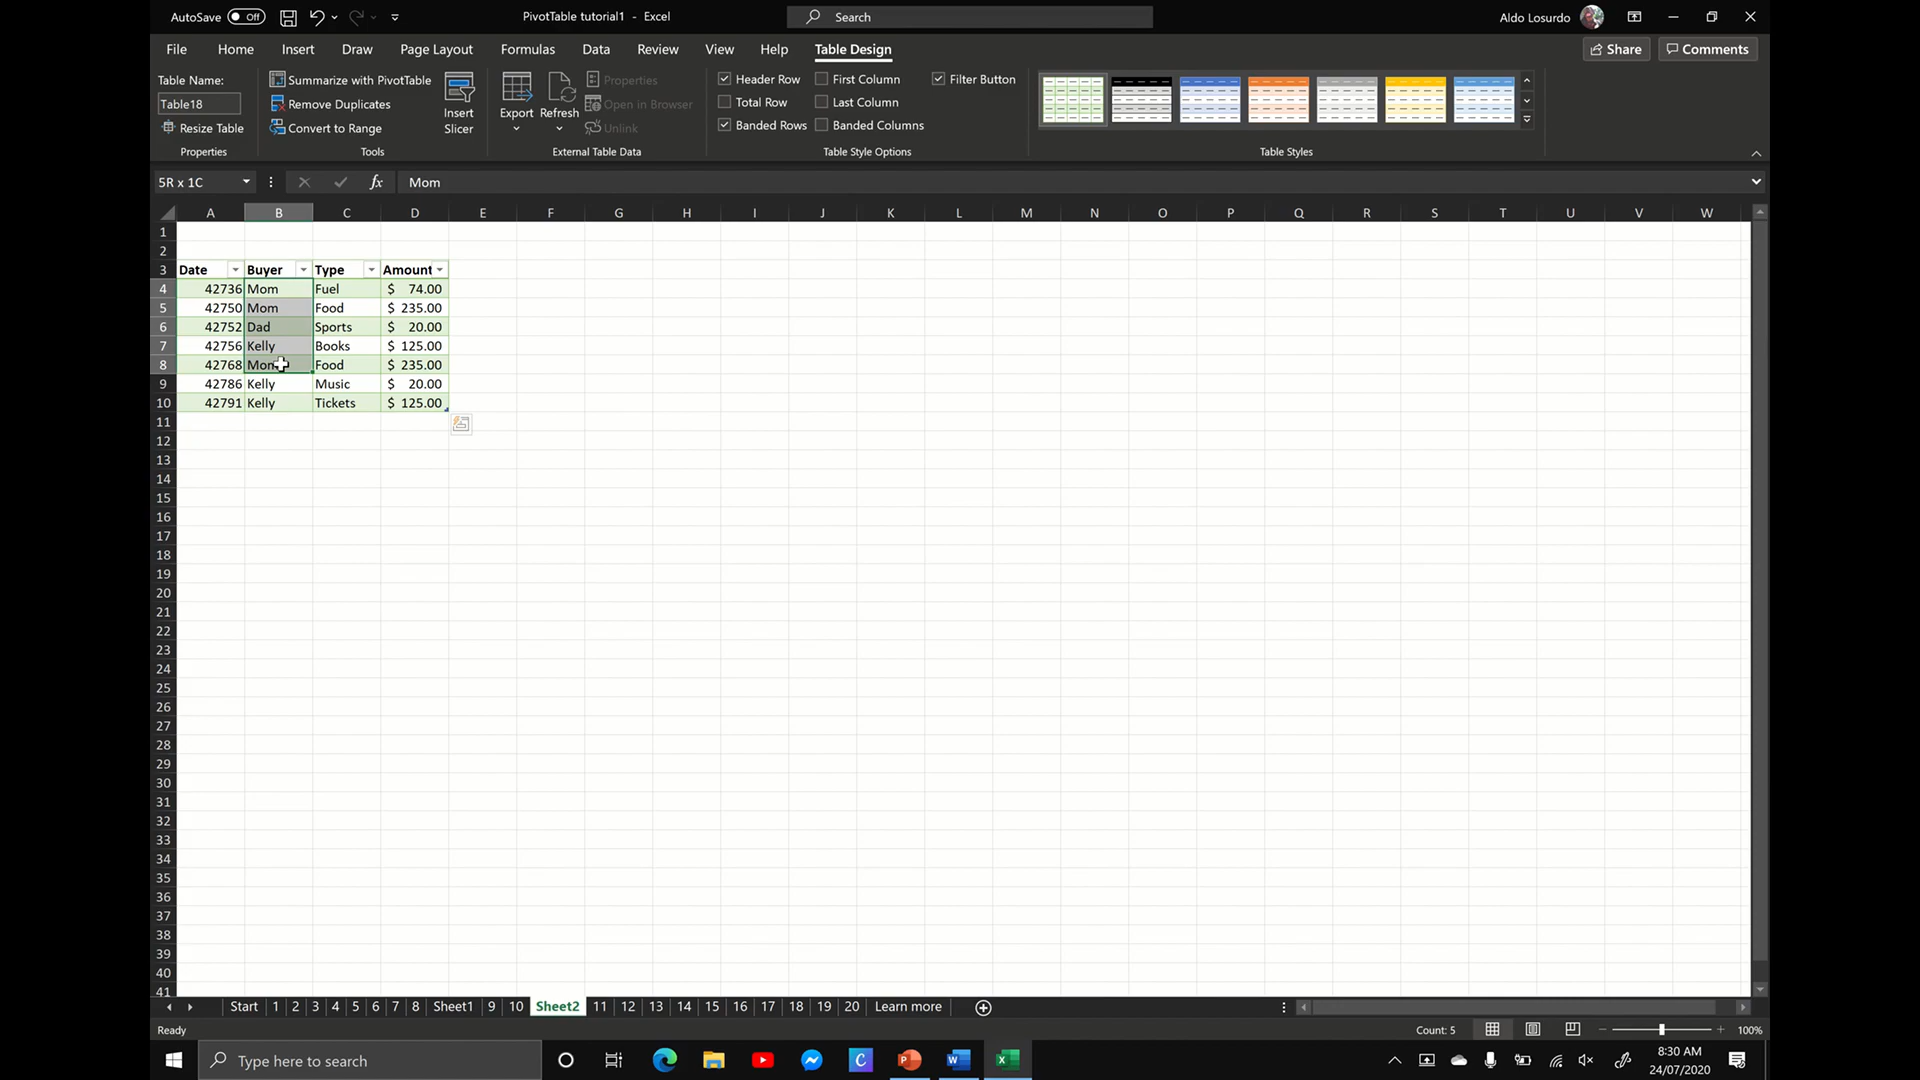 AutoSave Off PivotTable tutorial1 - Excel Search Aldo Losurdo
File Home Insert Draw Page Layout Formulas Data Review View Help Table Design Share Comments
Table Name:
Table18
Resize Table
Properties
Summarize with PivotTable
Remove Duplicates
Convert to Range
Tools
Insert
Slicer
Export
Refresh
Properties
Open in Browser
Unlink
External Table Data
Header Row First Column Filter Button
Total Row Last Column
Banded Rows Banded Columns
Table Style Options
Table Styles
5R x 1C fx Mom
A B C D E F G H I J K L M N O P Q R S T U V W
1
2
3 Date Buyer Type Amount
4 42736 Mom Fuel $ 74.00
5 42750 Mom Food $ 235.00
6 42752 Dad Sports $ 20.00
7 42756 Kelly Books $ 125.00
8 42768 Mom Food $ 235.00
9 42786 Kelly Music $ 20.00
10 42791 Kelly Tickets $ 125.00
11
12
13
14
15
16
17
18
19
20
21
22
23
24
25
26
27
28
29
30
31
32
33
34
35
36
37
38
39
40
41
Start 1 2 3 4 5 6 7 8 Sheet1 9 10 Sheet2 11 12 13 14 15 16 17 18 19 20 Learn more
Ready Count: 5 100%
Type here to search 8:30 AM
24/07/2020